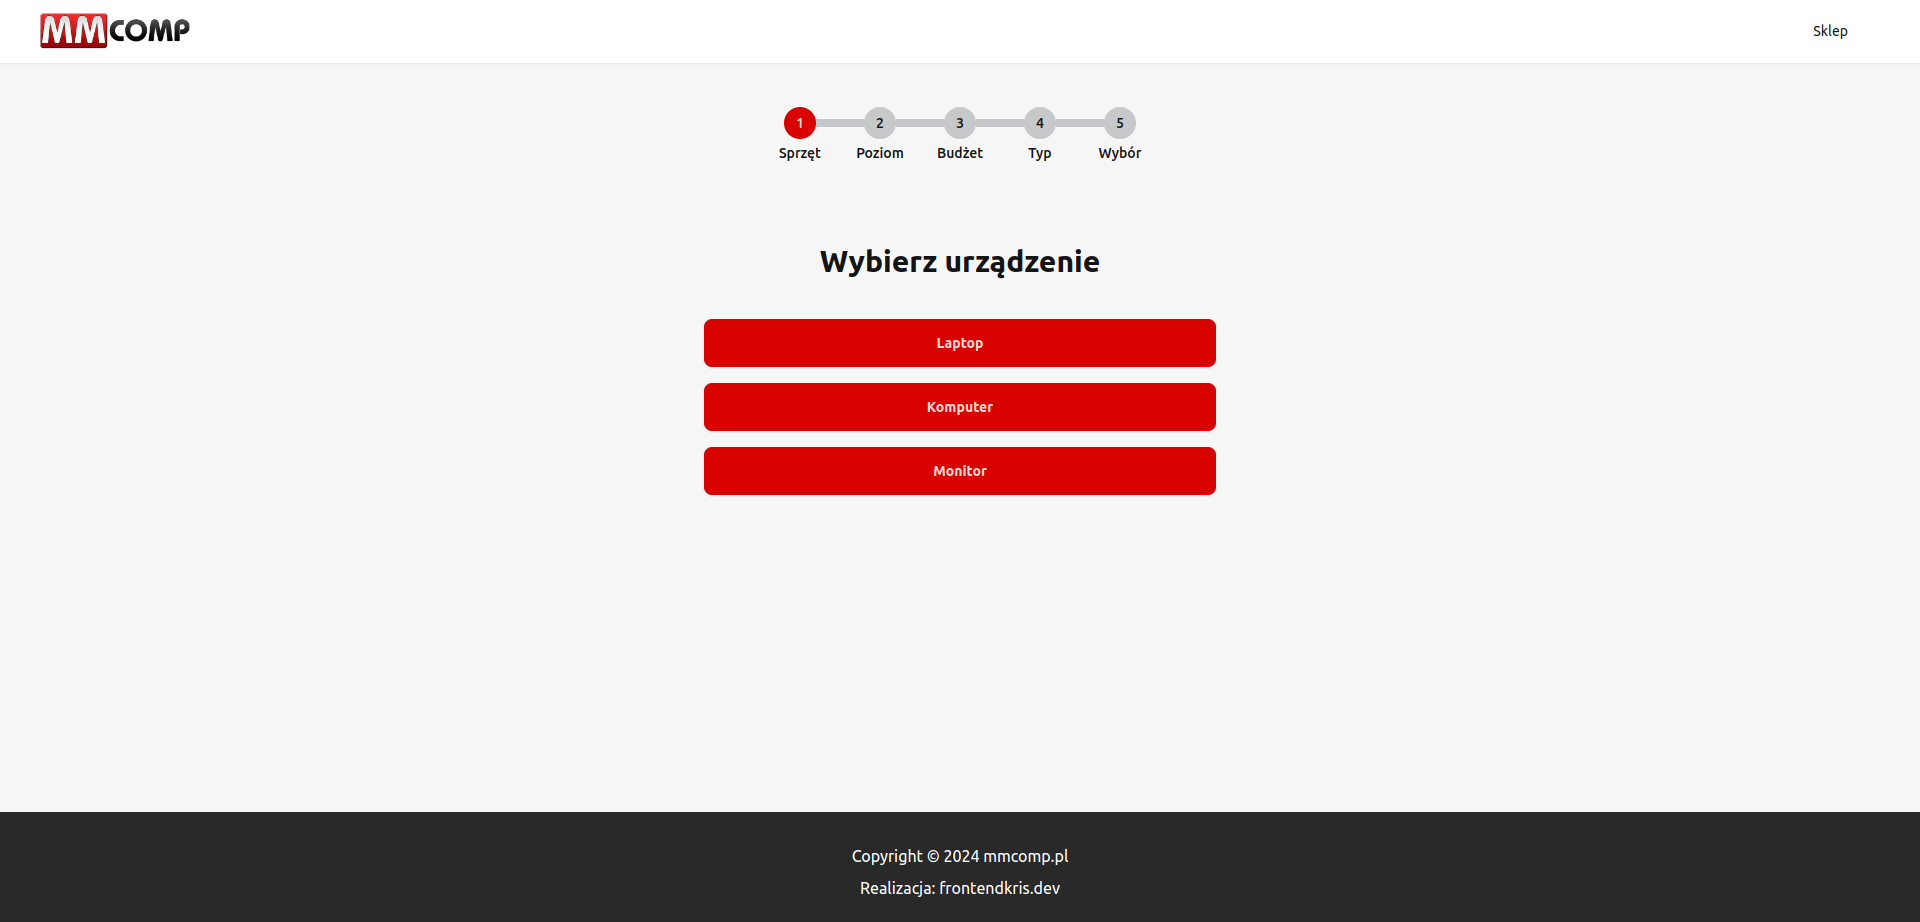 MMCOMP
Sklep
1 2 3 4 5
Sprzęt Poziom Budżet Typ Wybór
Wybierz urządzenie
Laptop
Komputer
Monitor
Copyright © 2024 mmcomp.pl
Realizacja: frontendkris.dev